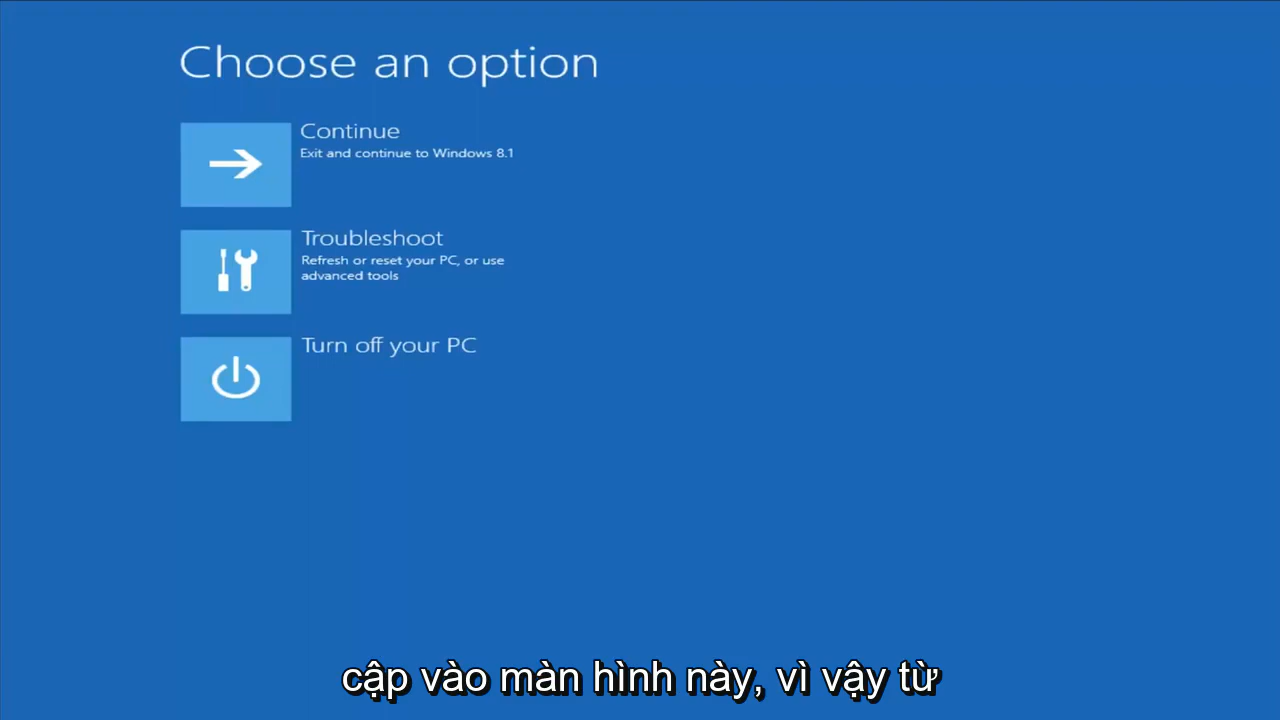 Choose an option
Continue
Exit and continue to Windows 8.1
Troubleshoot
Refresh or reset your PC, or use
advanced tools
Turn off your PC
cập vào màn hình này, vì vậy từ